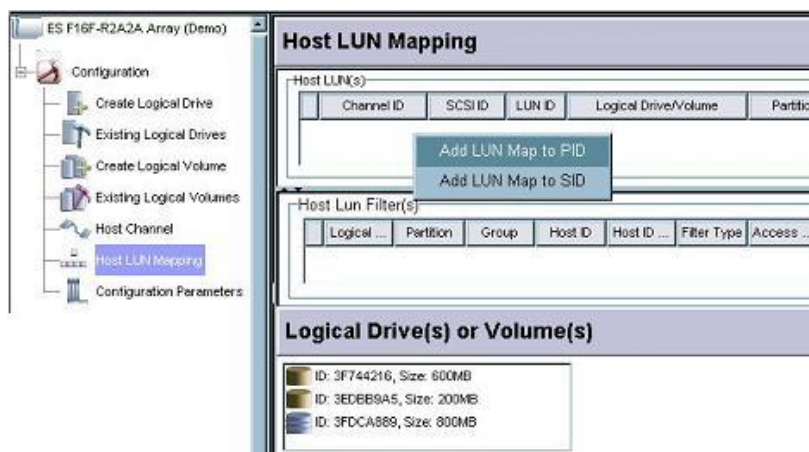 ES F16F-R2A2A Array (Demo)
Configuration
Create Logical Drive
Existing Logical Drives
Create Logical Volume
Existing Logical Volumes
Host Channel
Host LUN Mapping
Configuration Parameters
Host LUN Mapping
Host LUN(s)
Channel ID SCSI ID LUN ID Logical Drive/Volume Partitio
Add LUN Map to PID
Add LUN Map to SID
Host Lun Filter(s)
Logical ... Partition Group Host ID Host ID ... Filter Type Access ...
Logical Drive(s) or Volume(s)
ID: 3F744216, Size: 600MB
ID: 3EDBB9A5, Size: 200MB
ID: 3FDCA889, Size: 800MB